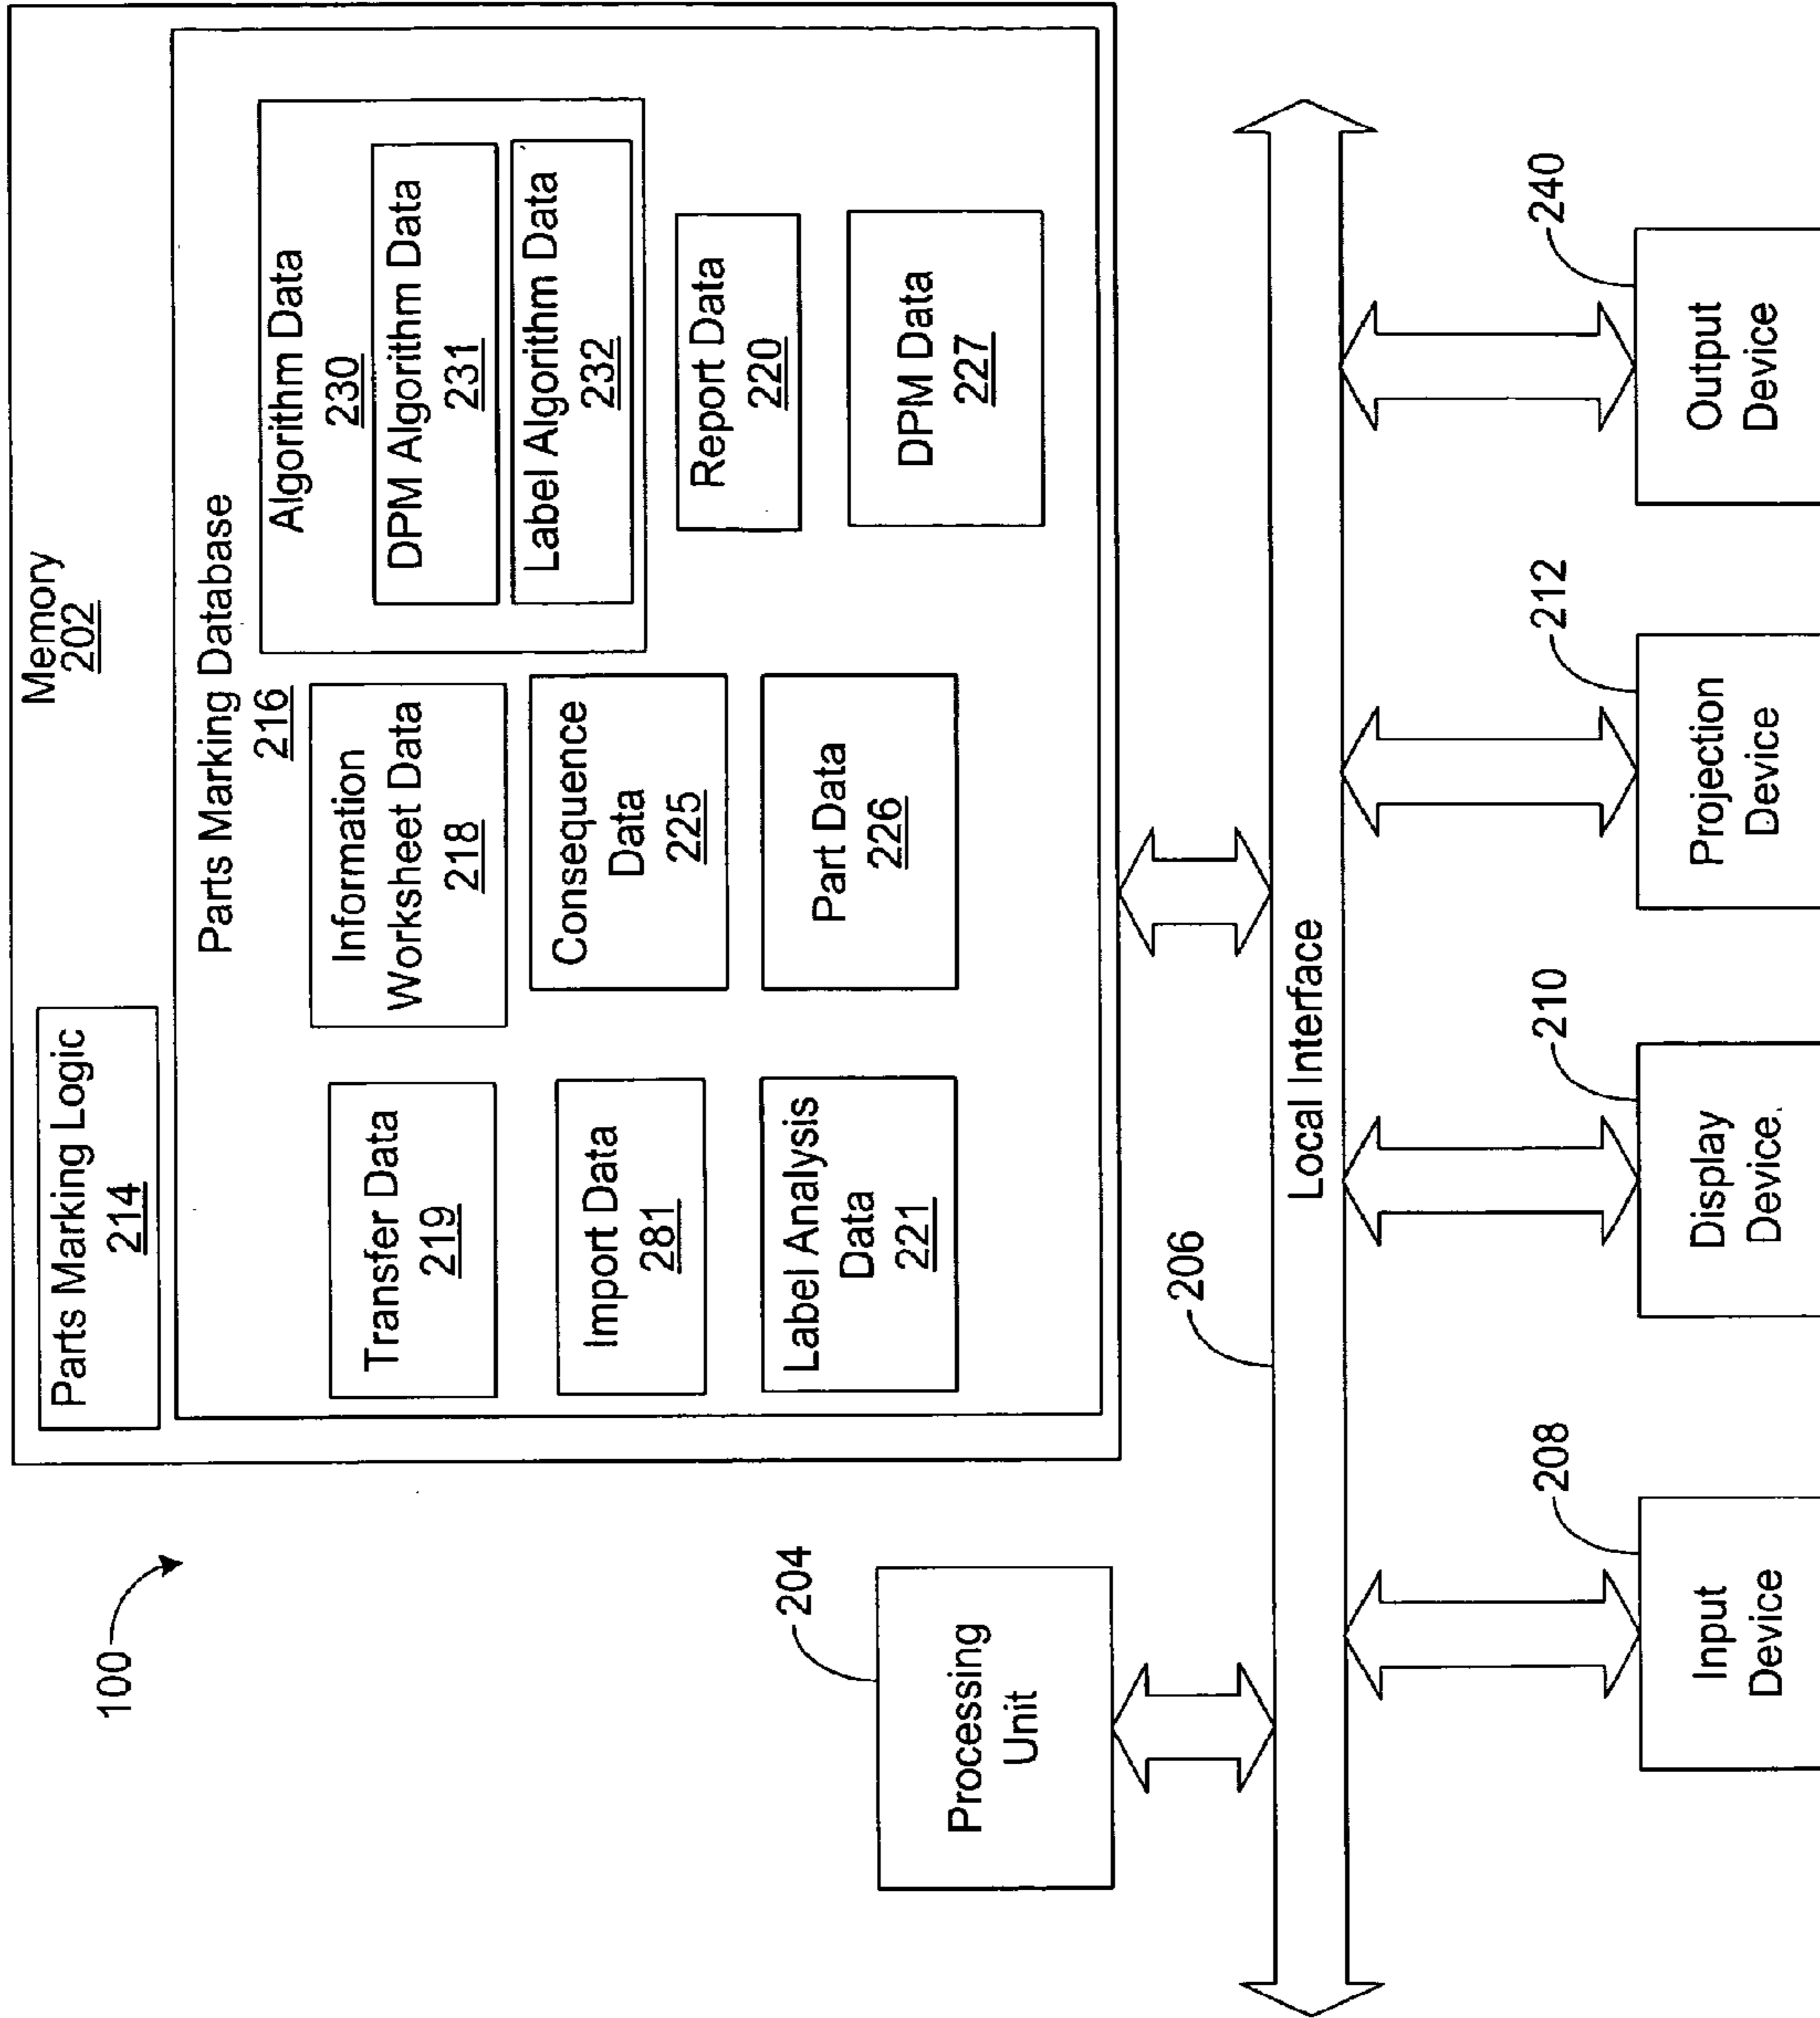 100
Memory
202
Parts Marking Logic
214
Parts Marking Database
216
Transfer Data
219
Information
Worksheet Data
218
Algorithm Data
230
DPM Algorithm Data
231
Label Algorithm Data
232
Import Data
281
Consequence
Data
225
Report Data
220
Label Analysis
Data
221
Part Data
226
DPM Data
227
Processing
Unit
204
206
Local Interface
Input
Device
208
Display
Device
210
Projection
Device
212
Output
Device
240